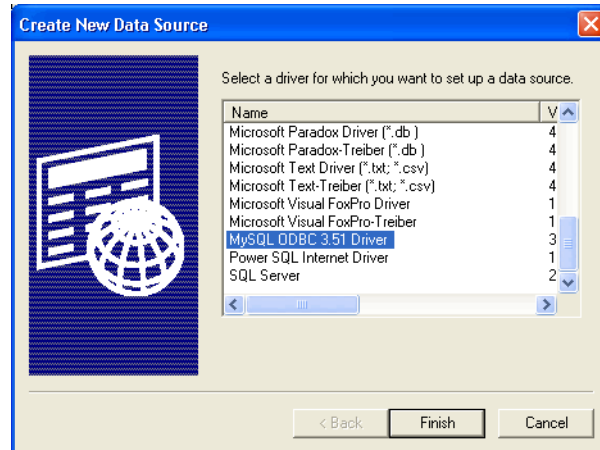 Create New Data Source
Select a driver for which you want to set up a data source.
Name V
Microsoft Paradox Driver (*.db ) 4
Microsoft Paradox-Treiber (*.db ) 4
Microsoft Text Driver (*.txt; *.csv) 4
Microsoft Text-Treiber (*.txt; *.csv) 4
Microsoft Visual FoxPro Driver 1
Microsoft Visual FoxPro-Treiber 1
MySQL ODBC 3.51 Driver 3
Power SQL Internet Driver 1
SQL Server 2
< Back Finish Cancel